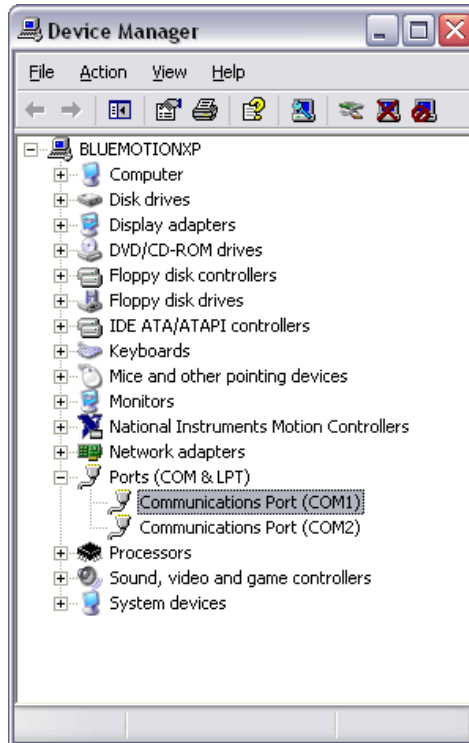 Device Manager
File Action View Help
BLUEMOTIONXP
Computer
Disk drives
Display adapters
DVD/CD-ROM drives
Floppy disk controllers
Floppy disk drives
IDE ATA/ATAPI controllers
Keyboards
Mice and other pointing devices
Monitors
National Instruments Motion Controllers
Network adapters
Ports (COM & LPT)
Communications Port (COM1)
Communications Port (COM2)
Processors
Sound, video and game controllers
System devices